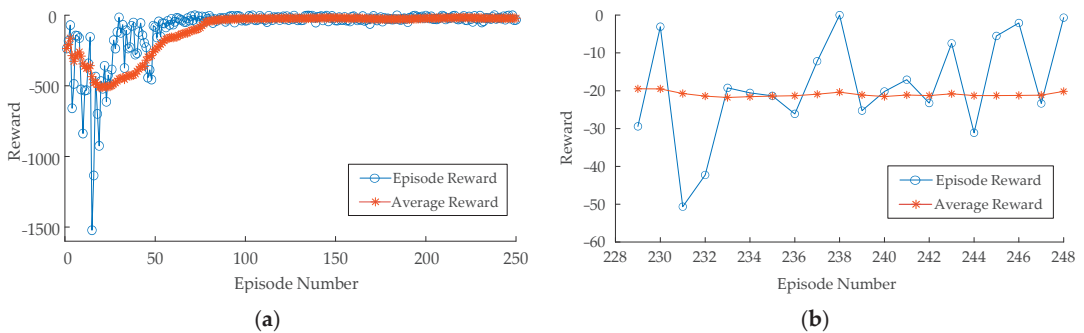 0
-500
-1000
-1500
Reward
Episode Reward
Average Reward
0 50 100 150 200 250
Episode Number
(a)
-0
-10
-20
-30
-40
-50
-60
Reward
Episode Reward
Average Reward
228 230 232 234 236 238 240 242 244 246 248
Episode Number
(b)